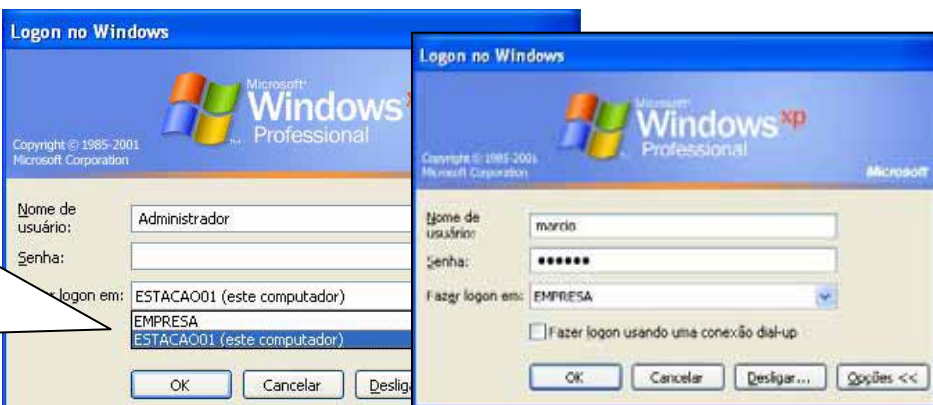 Logon no Windows
Microsoft
Windows
Professional
Copyright © 1985-2001
Microsoft Corporation
Nome de
usuário:
Administrador
Senha:
logon em:
ESTACAO01 (este computador)
EMPRESA
ESTACAO01 (este computador)
OK
Cancelar
Logon no Windows
Microsoft
Windows xp
Professional
Copyright © 1985-2001
Microsoft Corporation
Microsoft
Nome de
usuário:
marcio
Senha:
••••••
Fazer logon em:
EMPRESA
Fazer logon usando uma conexão dial-up
OK
Cancelar
Desligar...
Opções <<